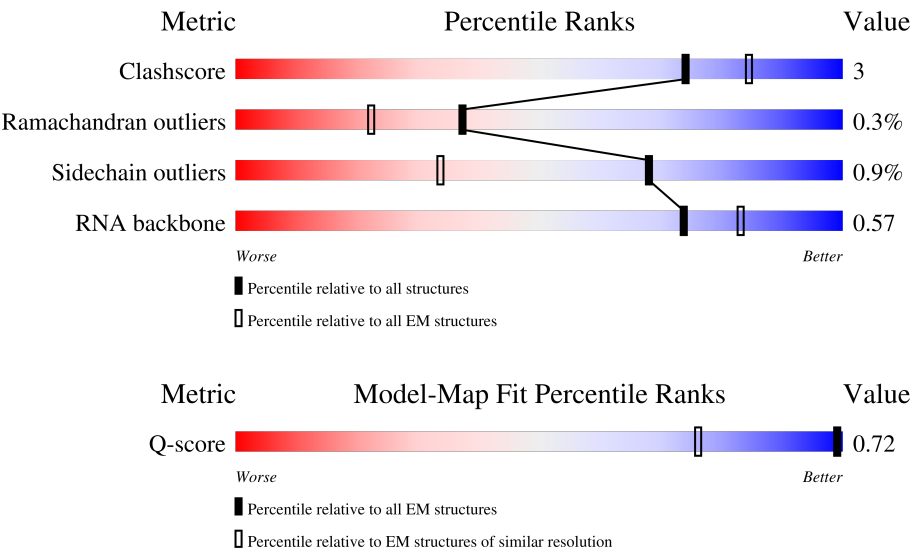 Metric Percentile Ranks Value
Clashscore 3
Ramachandran outliers 0.3%
Sidechain outliers 0.9%
RNA backbone 0.57
Worse Better
Percentile relative to all structures
Percentile relative to all EM structures
Metric Model-Map Fit Percentile Ranks Value
Q-score 0.72
Worse Better
Percentile relative to all EM structures
Percentile relative to EM structures of similar resolution